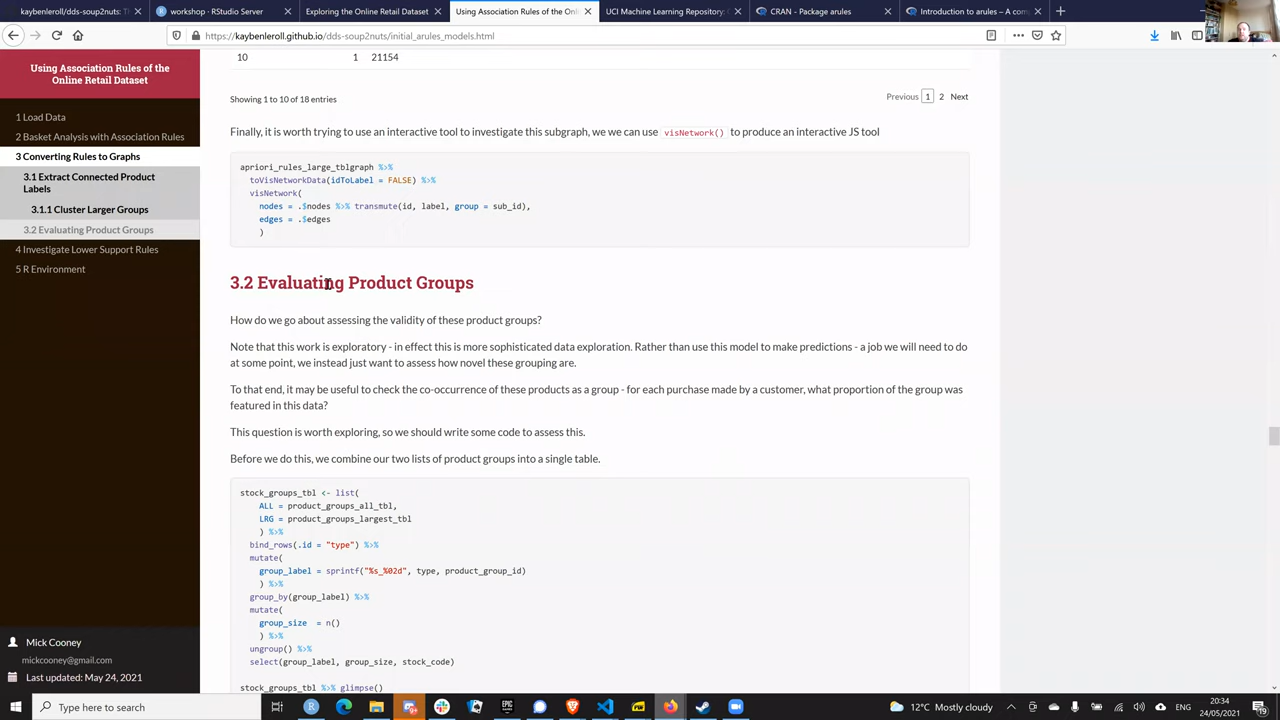 kaybenleroll/dds-soup2nuts: D
workshop - RStudio Server
Exploring the Online Retail Dataset
Using Association Rules of the Onl
UCI Machine Learning Repository:
CRAN - Package arules
Introduction to arules – A comp
https://kaybenleroll.github.io/dds-soup2nuts/initial_arules_models.html
Using Association Rules of the
Online Retail Dataset
1 Load Data
2 Basket Analysis with Association Rules
3 Converting Rules to Graphs
3.1 Extract Connected Product
Labels
3.1.1 Cluster Larger Groups
3.2 Evaluating Product Groups
4 Investigate Lower Support Rules
5 R Environment
Mick Cooney
mickcooney@gmail.com
Last updated: May 24, 2021
10 1 21154
Showing 1 to 10 of 18 entries
Previous 1 2 Next
Finally, it is worth trying to use an interactive tool to investigate this subgraph, we we can use visNetwork() to produce an interactive JS tool
apriori_rules_large_tblgraph %>%
toVisNetworkData(idToLabel = FALSE) %>%
visNetwork(
nodes = .$nodes %>% transmute(id, label, group = sub_id),
edges = .$edges
)
3.2 Evaluating Product Groups
How do we go about assessing the validity of these product groups?
Note that this work is exploratory - in effect this is more sophisticated data exploration. Rather than use this model to make predictions - a job we will need to do
at some point, we instead just want to assess how novel these grouping are.
To that end, it may be useful to check the co-occurrence of these products as a group - for each purchase made by a customer, what proportion of the group was
featured in this data?
This question is worth exploring, so we should write some code to assess this.
Before we do this, we combine our two lists of product groups into a single table.
stock_groups_tbl <- list(
ALL = product_groups_all_tbl,
LRG = product_groups_largest_tbl
) %>%
bind_rows(.id = "type") %>%
mutate(
group_label = sprintf("%s_%02d", type, product_group_id)
) %>%
group_by(group_label) %>%
mutate(
group_size = n()
) %>%
ungroup() %>%
select(group_label, group_size, stock_code)
stock_groups_tbl %>% glimpse()
Type here to search
12°C Mostly cloudy
20:34
24/05/2021